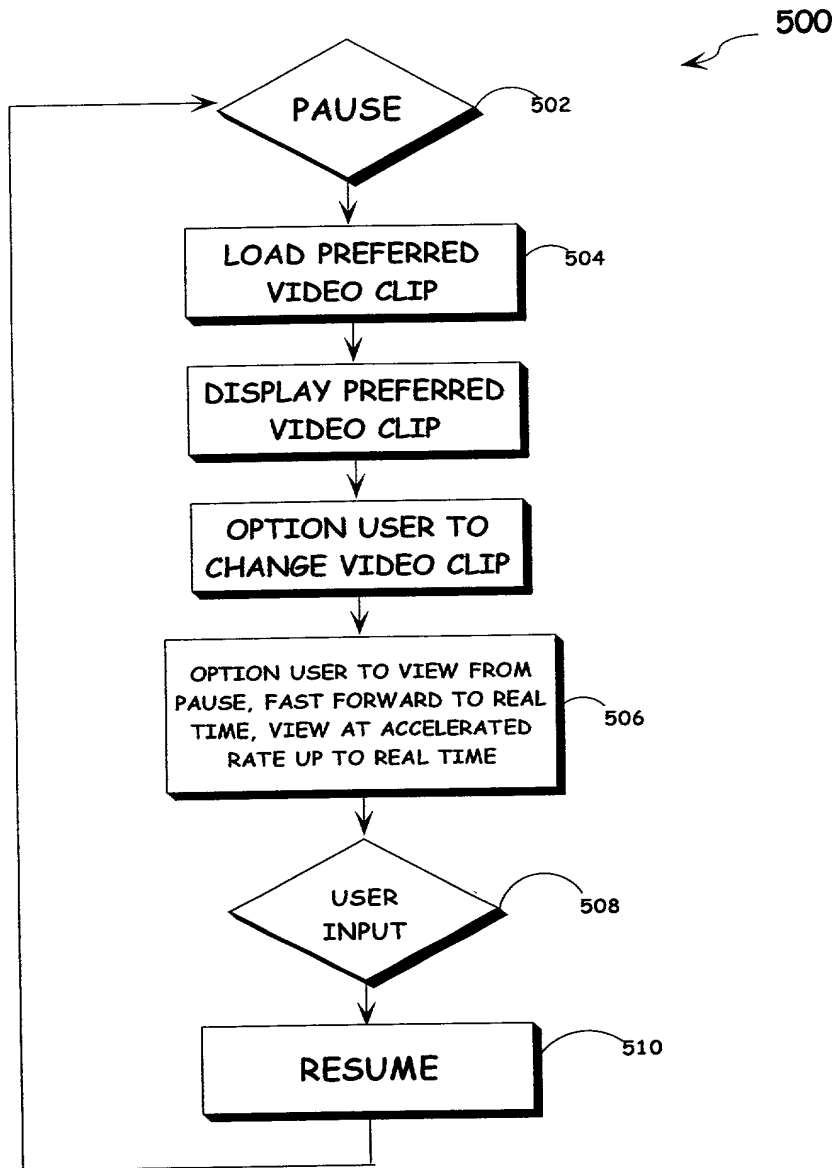 500
PAUSE
502
LOAD PREFERRED
VIDEO CLIP
504
DISPLAY PREFERRED
VIDEO CLIP
OPTION USER TO
CHANGE VIDEO CLIP
OPTION USER TO VIEW FROM
PAUSE, FAST FORWARD TO REAL
TIME, VIEW AT ACCELERATED
RATE UP TO REAL TIME
506
USER
INPUT
508
RESUME
510